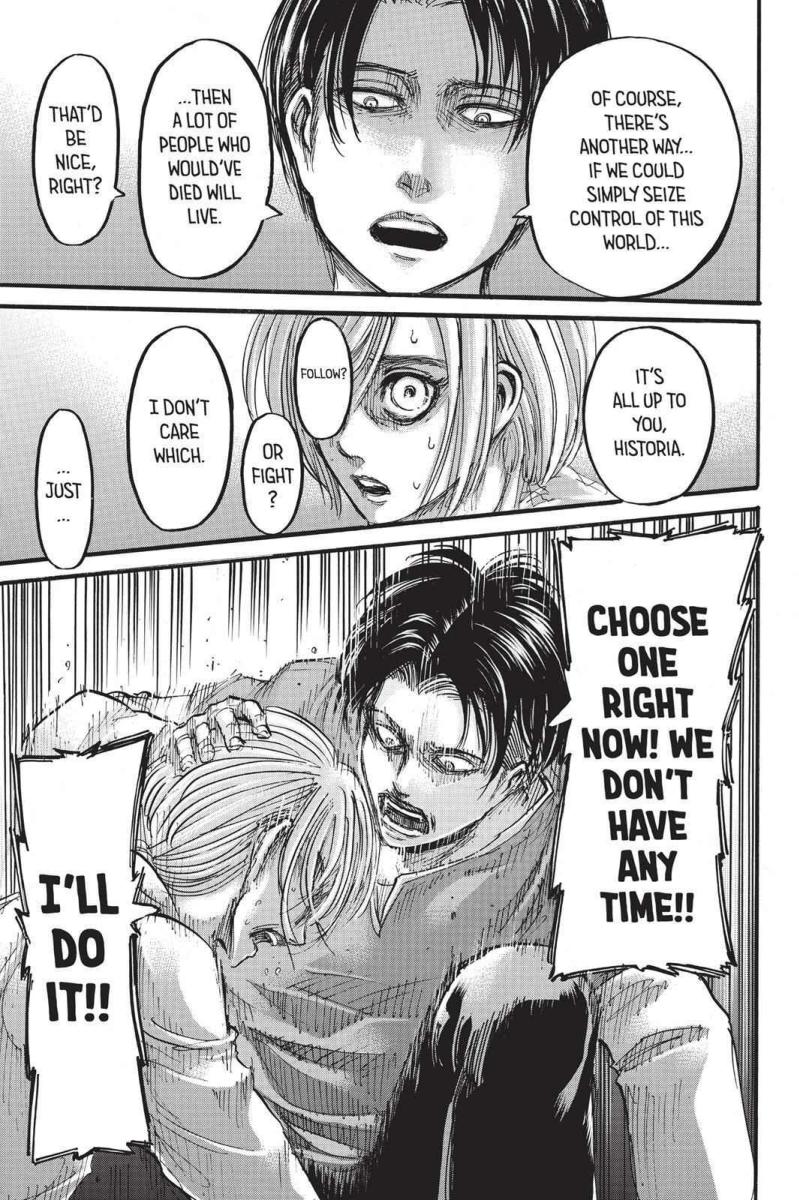 OF COURSE,
THERE'S
ANOTHER WAY...
IF WE COULD
SIMPLY SEIZE
CONTROL OF THIS
WORLD...
...THEN
A LOT OF
PEOPLE WHO
WOULD'VE
DIED WILL
LIVE.
THAT'D
BE
NICE,
RIGHT?
IT'S
ALL UP TO
YOU,
HISTORIA.
FOLLOW?
OR
FIGHT
?
I DON'T
CARE
WHICH.
...
JUST
...
CHOOSE
ONE
RIGHT
NOW! WE
DON'T
HAVE
ANY
TIME!!
I'LL
DO
IT!!